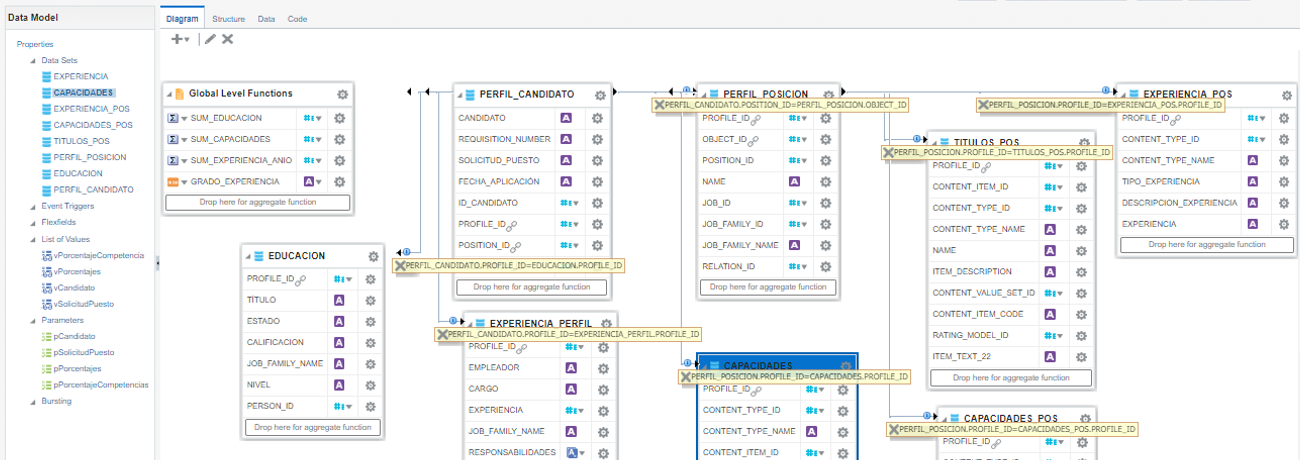 Data Model
Properties
Data Sets
EXPERIENCIA
CAPACIDADES
EXPERIENCIA_POS
CAPACIDADES_POS
TITULOS_POS
PERFIL_POSICION
EDUCACION
PERFIL_CANDIDATO
Event Triggers
Flexfields
List of Values
vPorcentajeCompetencia
vPorcentajes
vCandidato
vSolicitudPuesto
Parameters
pCandidato
pSolicitudPuesto
pPorcentajes
pPorcentajeCompetencias
Bursting
Diagram Structure Data Code
Global Level Functions
SUM_EDUCACION
SUM_CAPACIDADES
SUM_EXPERIENCIA_ANIO
GRADO_EXPERIENCIA
Drop here for aggregate function
EDUCACION
PROFILE_ID
TÍTULO
ESTADO
CALIFICACION
JOB_FAMILY_NAME
NIVEL
PERSON_ID
Drop here for aggregate function
PERFIL_CANDIDATO
CANDIDATO
REQUISITION_NUMBER
SOLICITUD_PUESTO
FECHA_APLICACIÓN
ID_CANDIDATO
PROFILE_ID
POSITION_ID
PERFIL_CANDIDATO.PROFILE_ID=EDUCACION.PROFILE_ID
Drop here for aggregate function
EXPERIENCIA_PERFIL
PERFIL_CANDIDATO.PROFILE_ID=EXPERIENCIA_PERFIL.PROFILE_ID
PROFILE_ID
EMPLEADOR
CARGO
EXPERIENCIA
JOB_FAMILY_NAME
RESPONSABILIDADES
PERFIL_POSICION
PERFIL_CANDIDATO.POSITION_ID=PERFIL_POSICION.OBJECT_ID
PROFILE_ID
OBJECT_ID
POSITION_ID
NAME
JOB_ID
JOB_FAMILY_ID
JOB_FAMILY_NAME
RELATION_ID
Drop here for aggregate function
CAPACIDADES
PERFIL_POSICION.PROFILE_ID=CAPACIDADES.PROFILE_ID
PROFILE_ID
CONTENT_TYPE_ID
CONTENT_TYPE_NAME
CONTENT_ITEM_ID
TITULOS_POS
PERFIL_POSICION.PROFILE_ID=TITULOS_POS.PROFILE_ID
PROFILE_ID
CONTENT_ITEM_ID
CONTENT_TYPE_ID
CONTENT_TYPE_NAME
NAME
ITEM_DESCRIPTION
CONTENT_VALUE_SET_ID
CONTENT_ITEM_CODE
RATING_MODEL_ID
ITEM_TEXT_22
Drop here for aggregate function
CAPACIDADES_POS
PERFIL_POSICION.PROFILE_ID=CAPACIDADES_POS.PROFILE_ID
PROFILE_ID
EXPERIENCIA_POS
PERFIL_POSICION.PROFILE_ID=EXPERIENCIA_POS.PROFILE_ID
PROFILE_ID
CONTENT_TYPE_ID
CONTENT_TYPE_NAME
TIPO_EXPERIENCIA
DESCRIPCION_EXPERIENCIA
EXPERIENCIA
Drop here for aggregate function